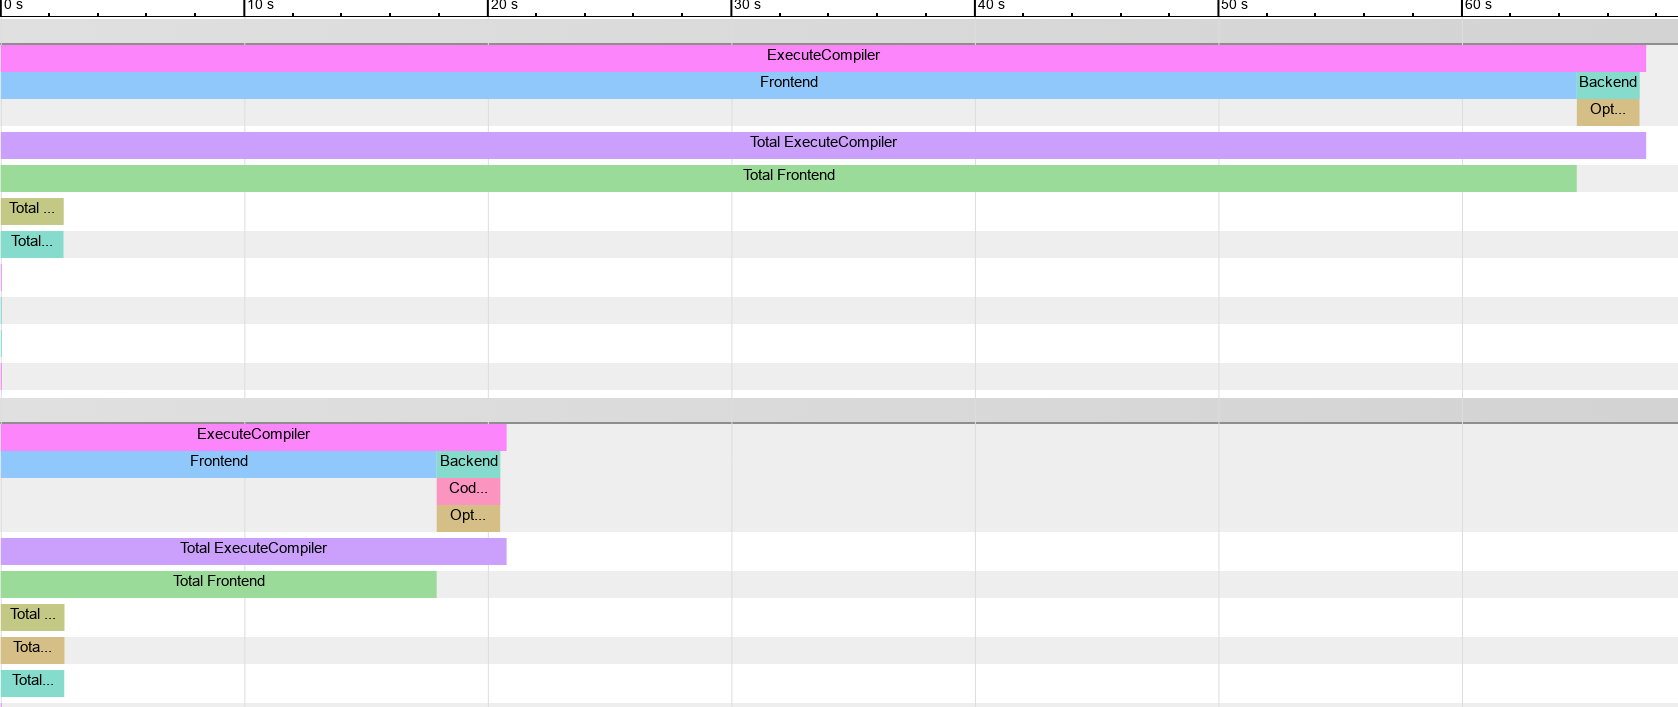 0 s 10 s 20 s 30 s 40 s 50 s 60 s
ExecuteCompiler
Frontend Backend
Opt...
Total ExecuteCompiler
Total Frontend
Total ...
Total...
ExecuteCompiler
Frontend Backend
Cod...
Opt...
Total ExecuteCompiler
Total Frontend
Total ...
Tota...
Total...